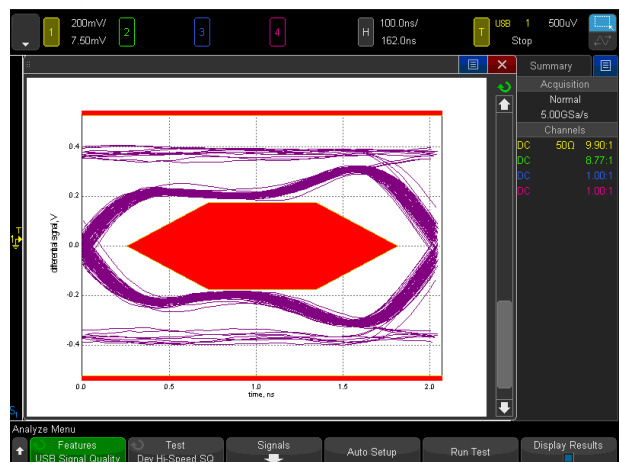 1 200mV/ 2 3 4 H 100.0ns/ T USB 1 500uV
7.50mV 162.0ns Stop
Summary
Acquisition
Normal
5.00GSa/s
Channels
DC 50Ω 9.90:1
DC 8.77:1
DC 1.00:1
DC 1.00:1
T
1
0.4
0.2
0.0
-0.2
-0.4
differential signal, V
0.0 0.5 1.0 1.5 2.0
time, ns
S1
Analyze Menu
Features Test Signals Auto Setup Run Test Display Results
USB Signal Quality Dev Hi-Speed SQ